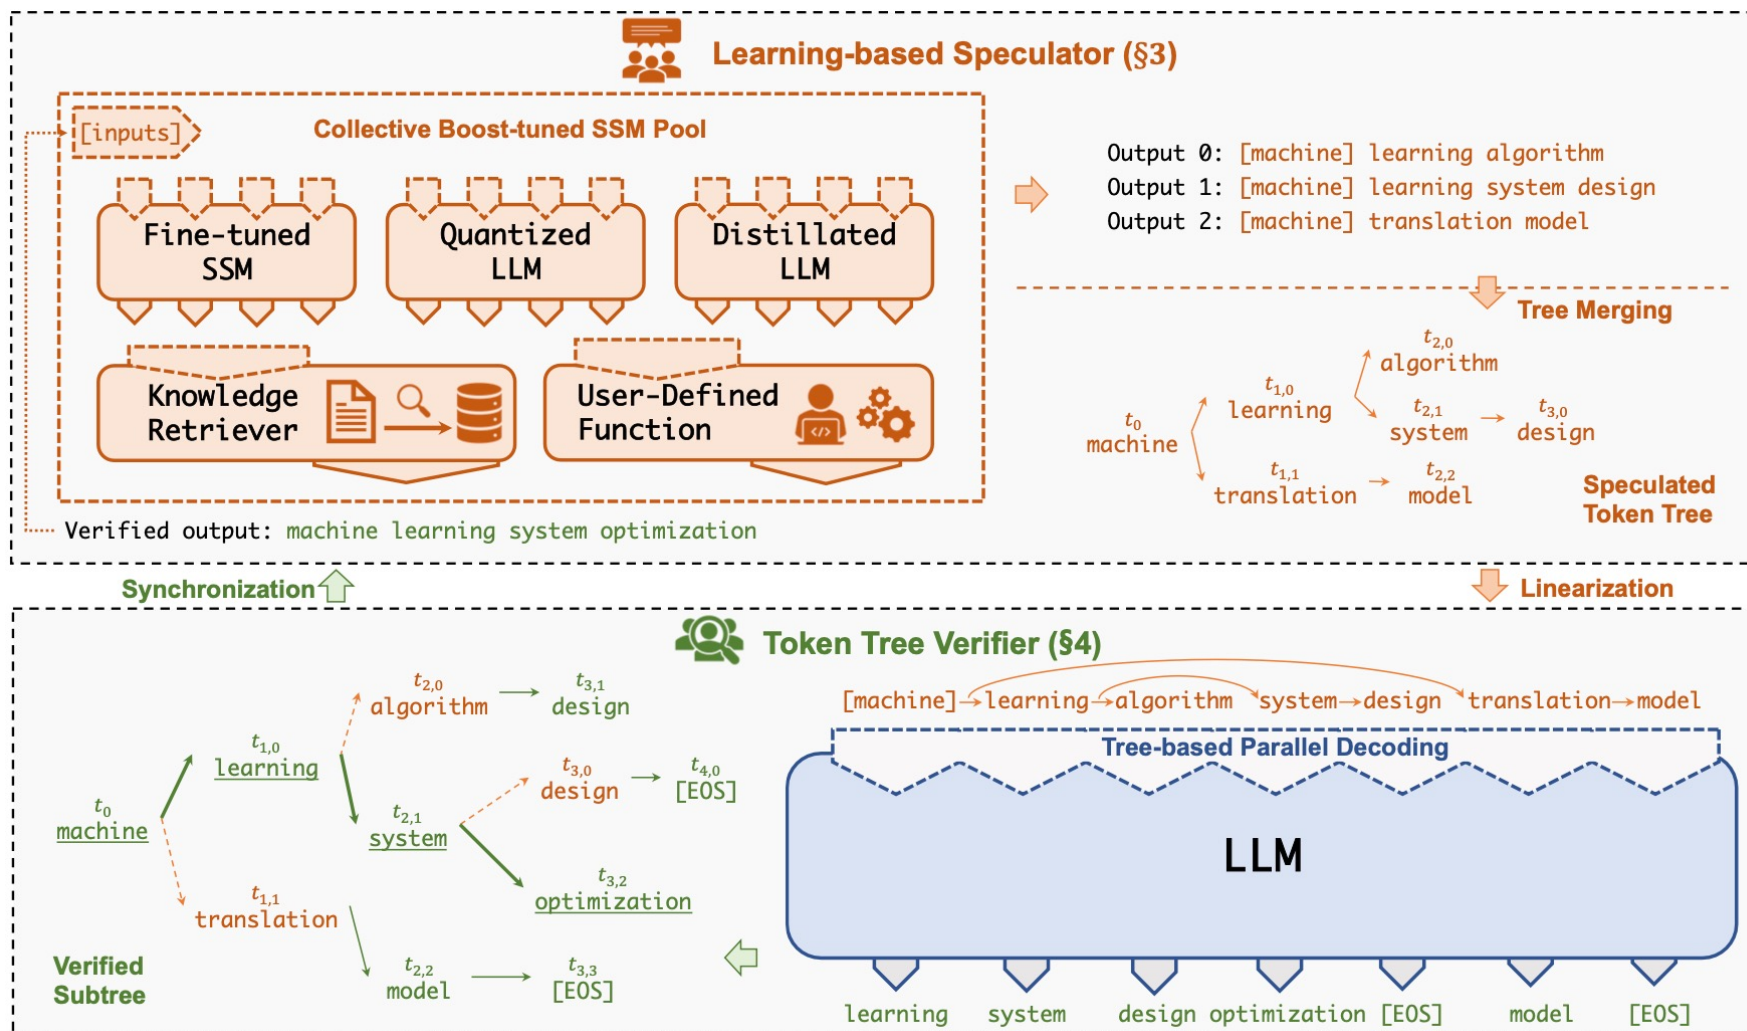 Learning-based Speculator (§3)
[inputs]
Collective Boost-tuned SSM Pool
Fine-tuned
SSM
Quantized
LLM
Distillated
LLM
Knowledge
Retriever
User-Defined
Function
</>
Verified output: machine learning system optimization
Output 0: [machine] learning algorithm
Output 1: [machine] learning system design
Output 2: [machine] translation model
Tree Merging
t0
machine
t1,0
learning
t2,0
algorithm
t2,1
system
t3,0
design
t1,1
translation
t2,2
model
Speculated
Token Tree
Synchronization
Linearization
Token Tree Verifier (§4)
t0
machine
t1,0
learning
t2,0
algorithm
t3,1
design
t2,1
system
t3,0
design
t4,0
[EOS]
t3,2
optimization
t1,1
translation
t2,2
model
t3,3
[EOS]
Verified
Subtree
[machine] learning algorithm system design translation model
Tree-based Parallel Decoding
LLM
learning system design optimization [EOS] model [EOS]